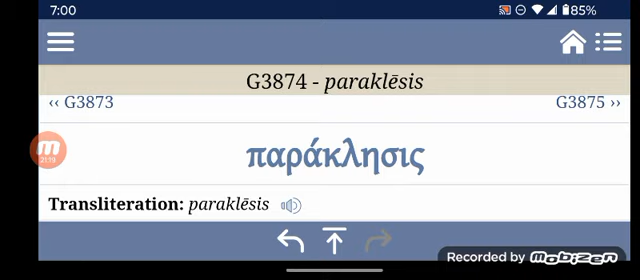 7:00 85%
G3874 - paraklēsis
‹‹ G3873 G3875 ››
παράκλησις
Transliteration: paraklēsis
Recorded by mobizen